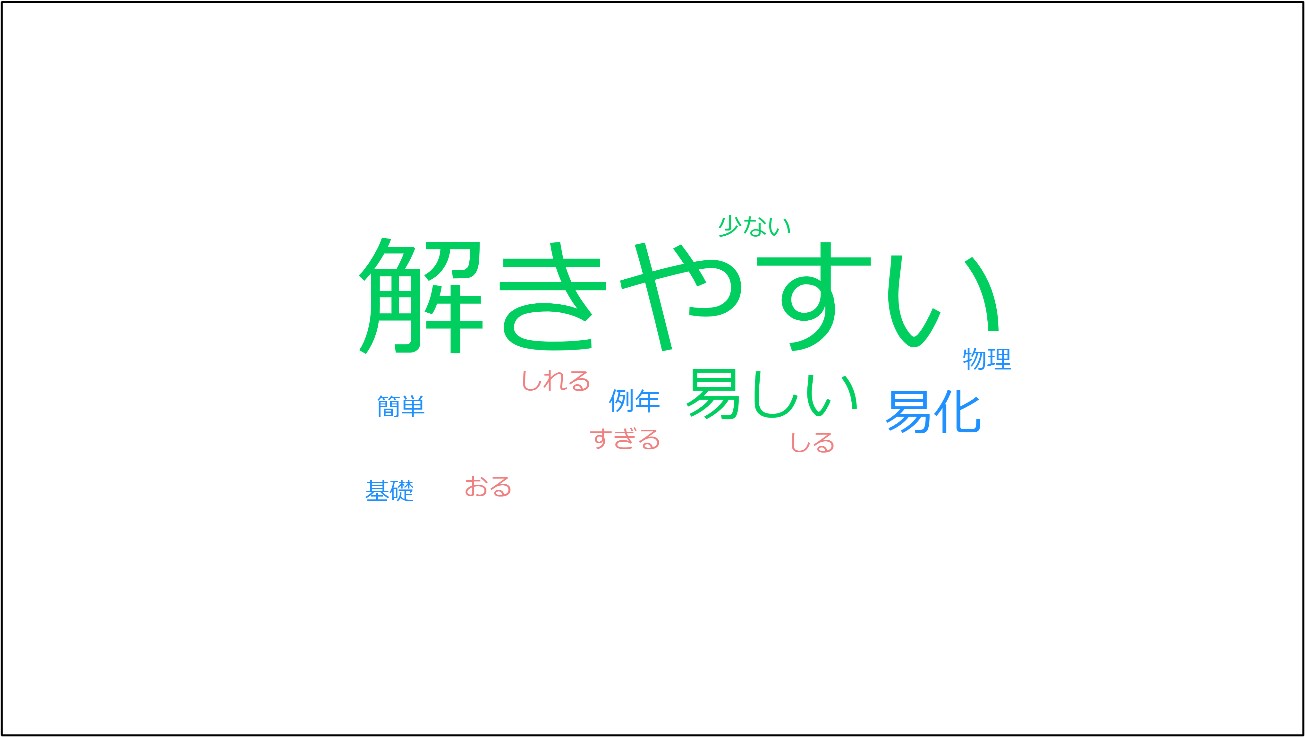 少ない
解きやすい
物理
しれる
易しい
例年
易化
簡単
すぎる
しる
おる
基礎